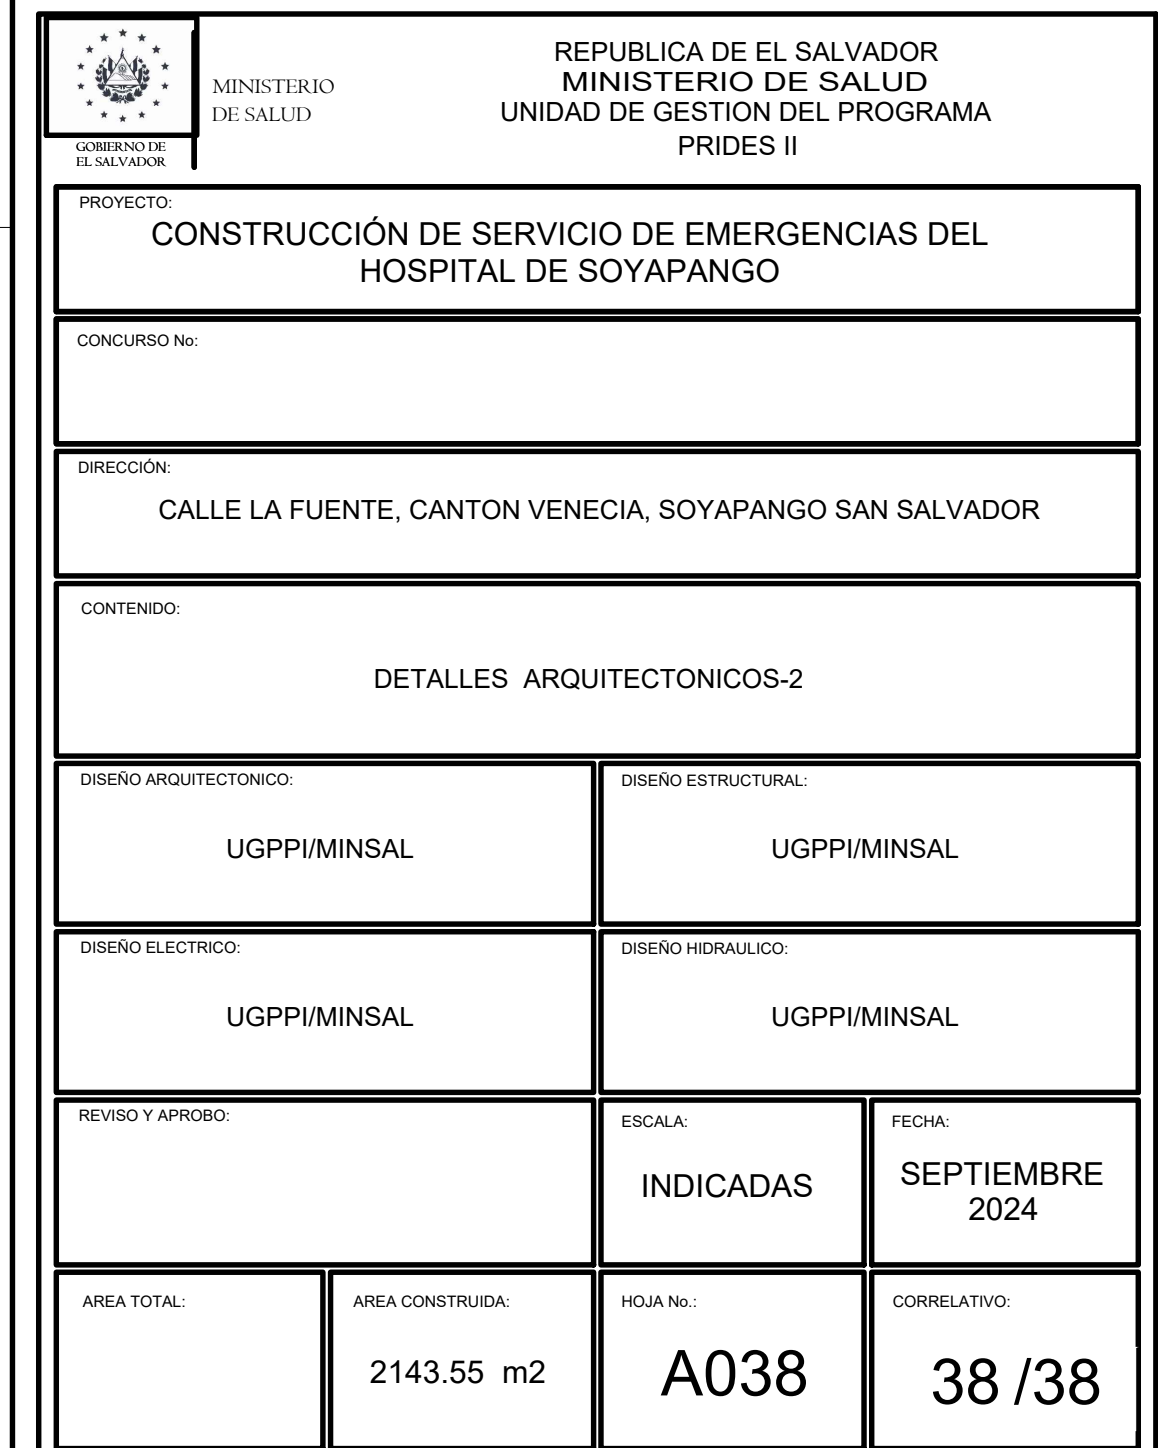 GOBIERNO DE
EL SALVADOR
MINISTERIO
DE SALUD
REPUBLICA DE EL SALVADOR
MINISTERIO DE SALUD
UNIDAD DE GESTION DEL PROGRAMA
PRIDES II
PROYECTO:
CONSTRUCCIÓN DE SERVICIO DE EMERGENCIAS DEL
HOSPITAL DE SOYAPANGO
CONCURSO No:
DIRECCIÓN:
CALLE LA FUENTE, CANTON VENECIA, SOYAPANGO SAN SALVADOR
CONTENIDO:
DETALLES ARQUITECTONICOS-2
DISEÑO ARQUITECTONICO:
UGPPI/MINSAL
DISEÑO ESTRUCTURAL:
UGPPI/MINSAL
DISEÑO ELECTRICO:
UGPPI/MINSAL
DISEÑO HIDRAULICO:
UGPPI/MINSAL
REVISO Y APROBO:
ESCALA:
INDICADAS
FECHA:
SEPTIEMBRE
2024
AREA TOTAL:
AREA CONSTRUIDA:
2143.55 m2
HOJA No.:
A038
CORRELATIVO:
38 /38